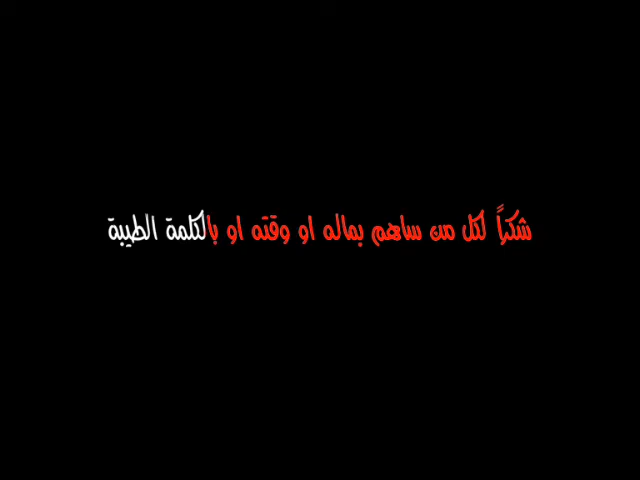 شكراً لكل من ساهم بماله او وقته او بالكلمة الطيبة